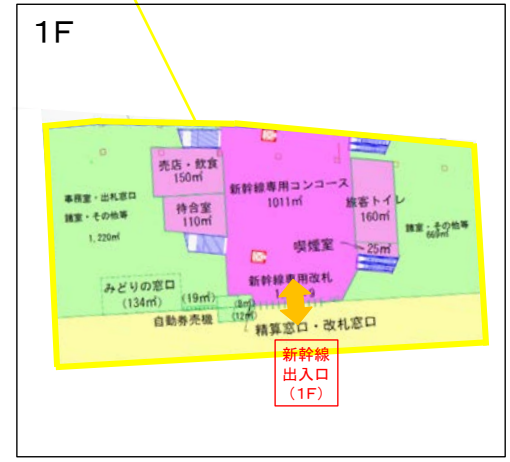 1F
売店・飲食
150㎡
新幹線専用コンコース
1011㎡
事務室・出札窓口
諸室・その他等
1,220㎡
待合室
110㎡
旅客トイレ
160㎡
諸室・その他等
669㎡
喫煙室
25㎡
みどりの窓口
(134㎡)
(19㎡)
新幹線専用改札
(8㎡)
(12㎡)
自動券売機
精算窓口・改札窓口
新幹線
出入口
(1F)